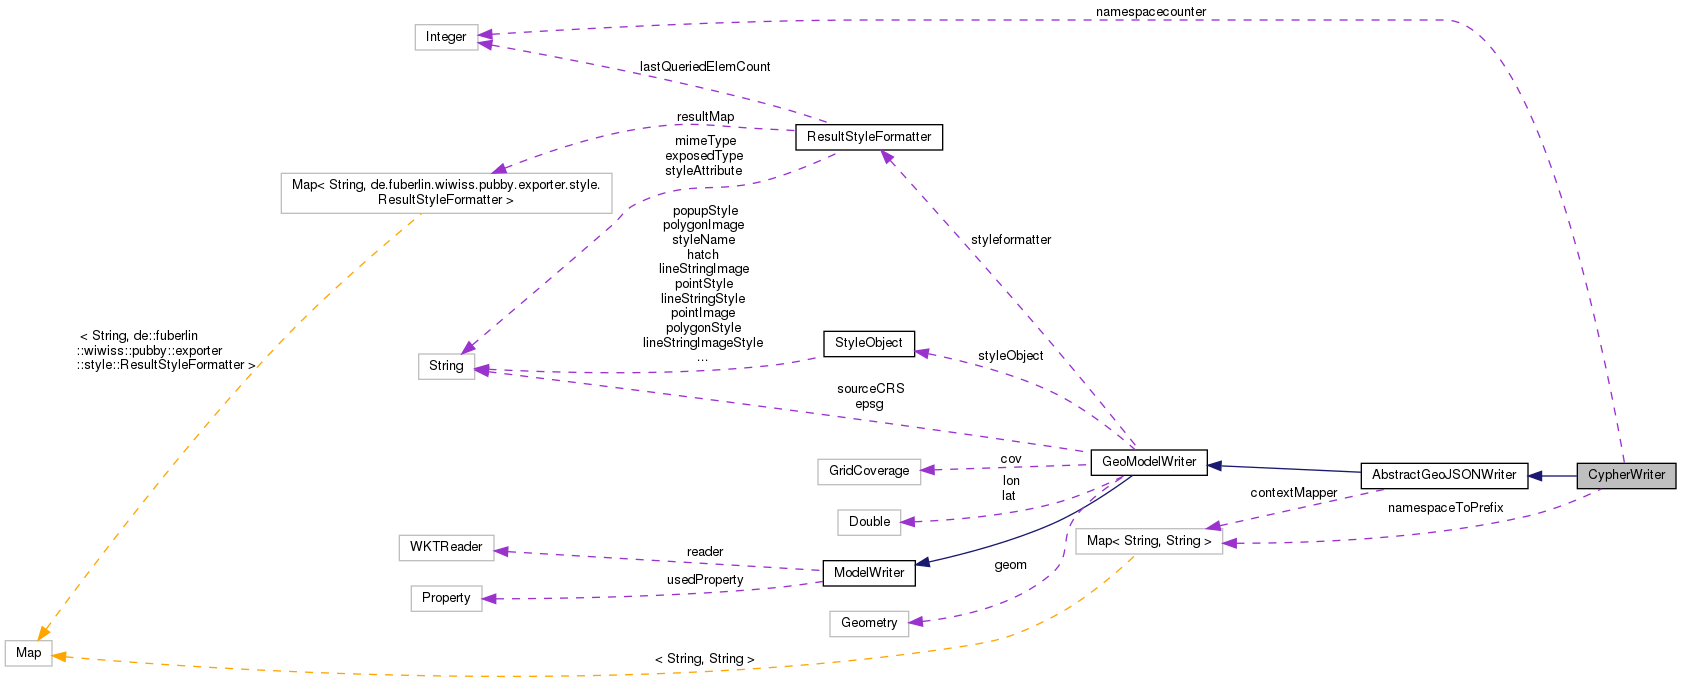 namespacecounter
Integer
lastQueriedElemCount
resultMap
ResultStyleFormatter
mimeType
exposedType
styleAttribute
Map< String, de.fuberlin.wiwiss.pubby.exporter.style.
ResultStyleFormatter >
popupStyle
polygonImage
styleName
hatch
lineStringImage
pointStyle
lineStringStyle
pointImage
polygonStyle
lineStringImageStyle
...
styleformatter
< String, de::fuberlin
::wiwiss::pubby::exporter
::style::ResultStyleFormatter >
StyleObject
styleObject
String
sourceCRS
epsg
GridCoverage
cov
GeoModelWriter
AbstractGeoJSONWriter
CypherWriter
lon
lat
contextMapper
namespaceToPrefix
Double
Map< String, String >
WKTReader
reader
geom
ModelWriter
usedProperty
Property
Geometry
Map
< String, String >